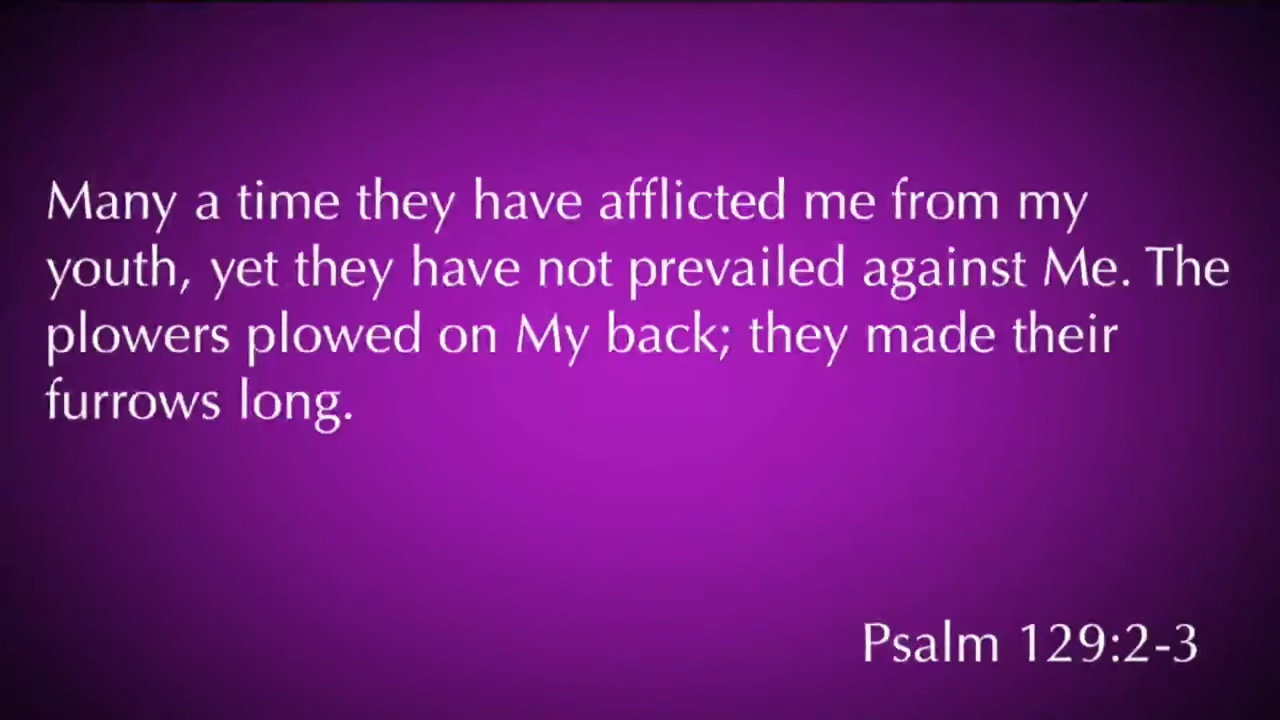 Many a time they have afflicted me from my
youth, yet they have not prevailed against Me. The
plowers plowed on My back; they made their
furrows long.
Psalm 129:2-3